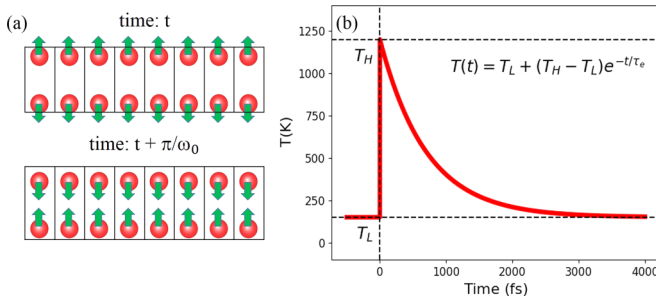 (a)
time: t
time: t + π/ω₀
(b)
T(K)
1250
1000
750
500
250
0
T_H
T_L
T(t) = T_L + (T_H − T_L)e^{−t/τ_e}
0
1000
2000
3000
4000
Time (fs)